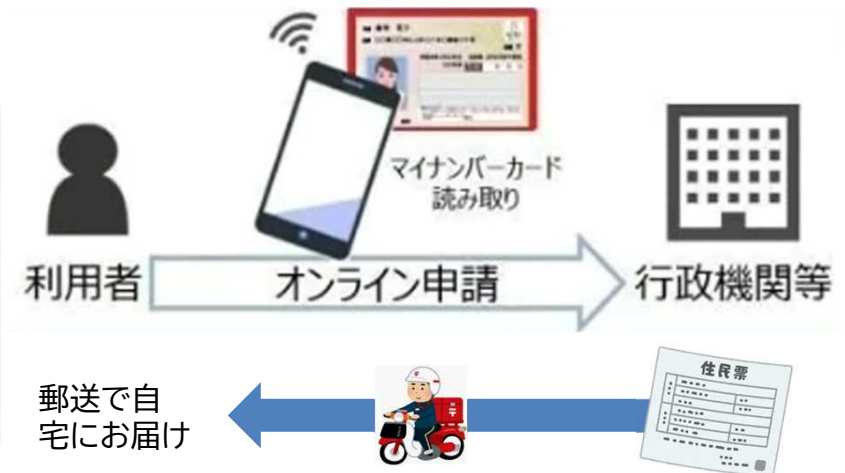 マイナンバーカード
読み取り
利用者
オンライン申請
行政機関等
住民票
郵送で自
宅にお届け